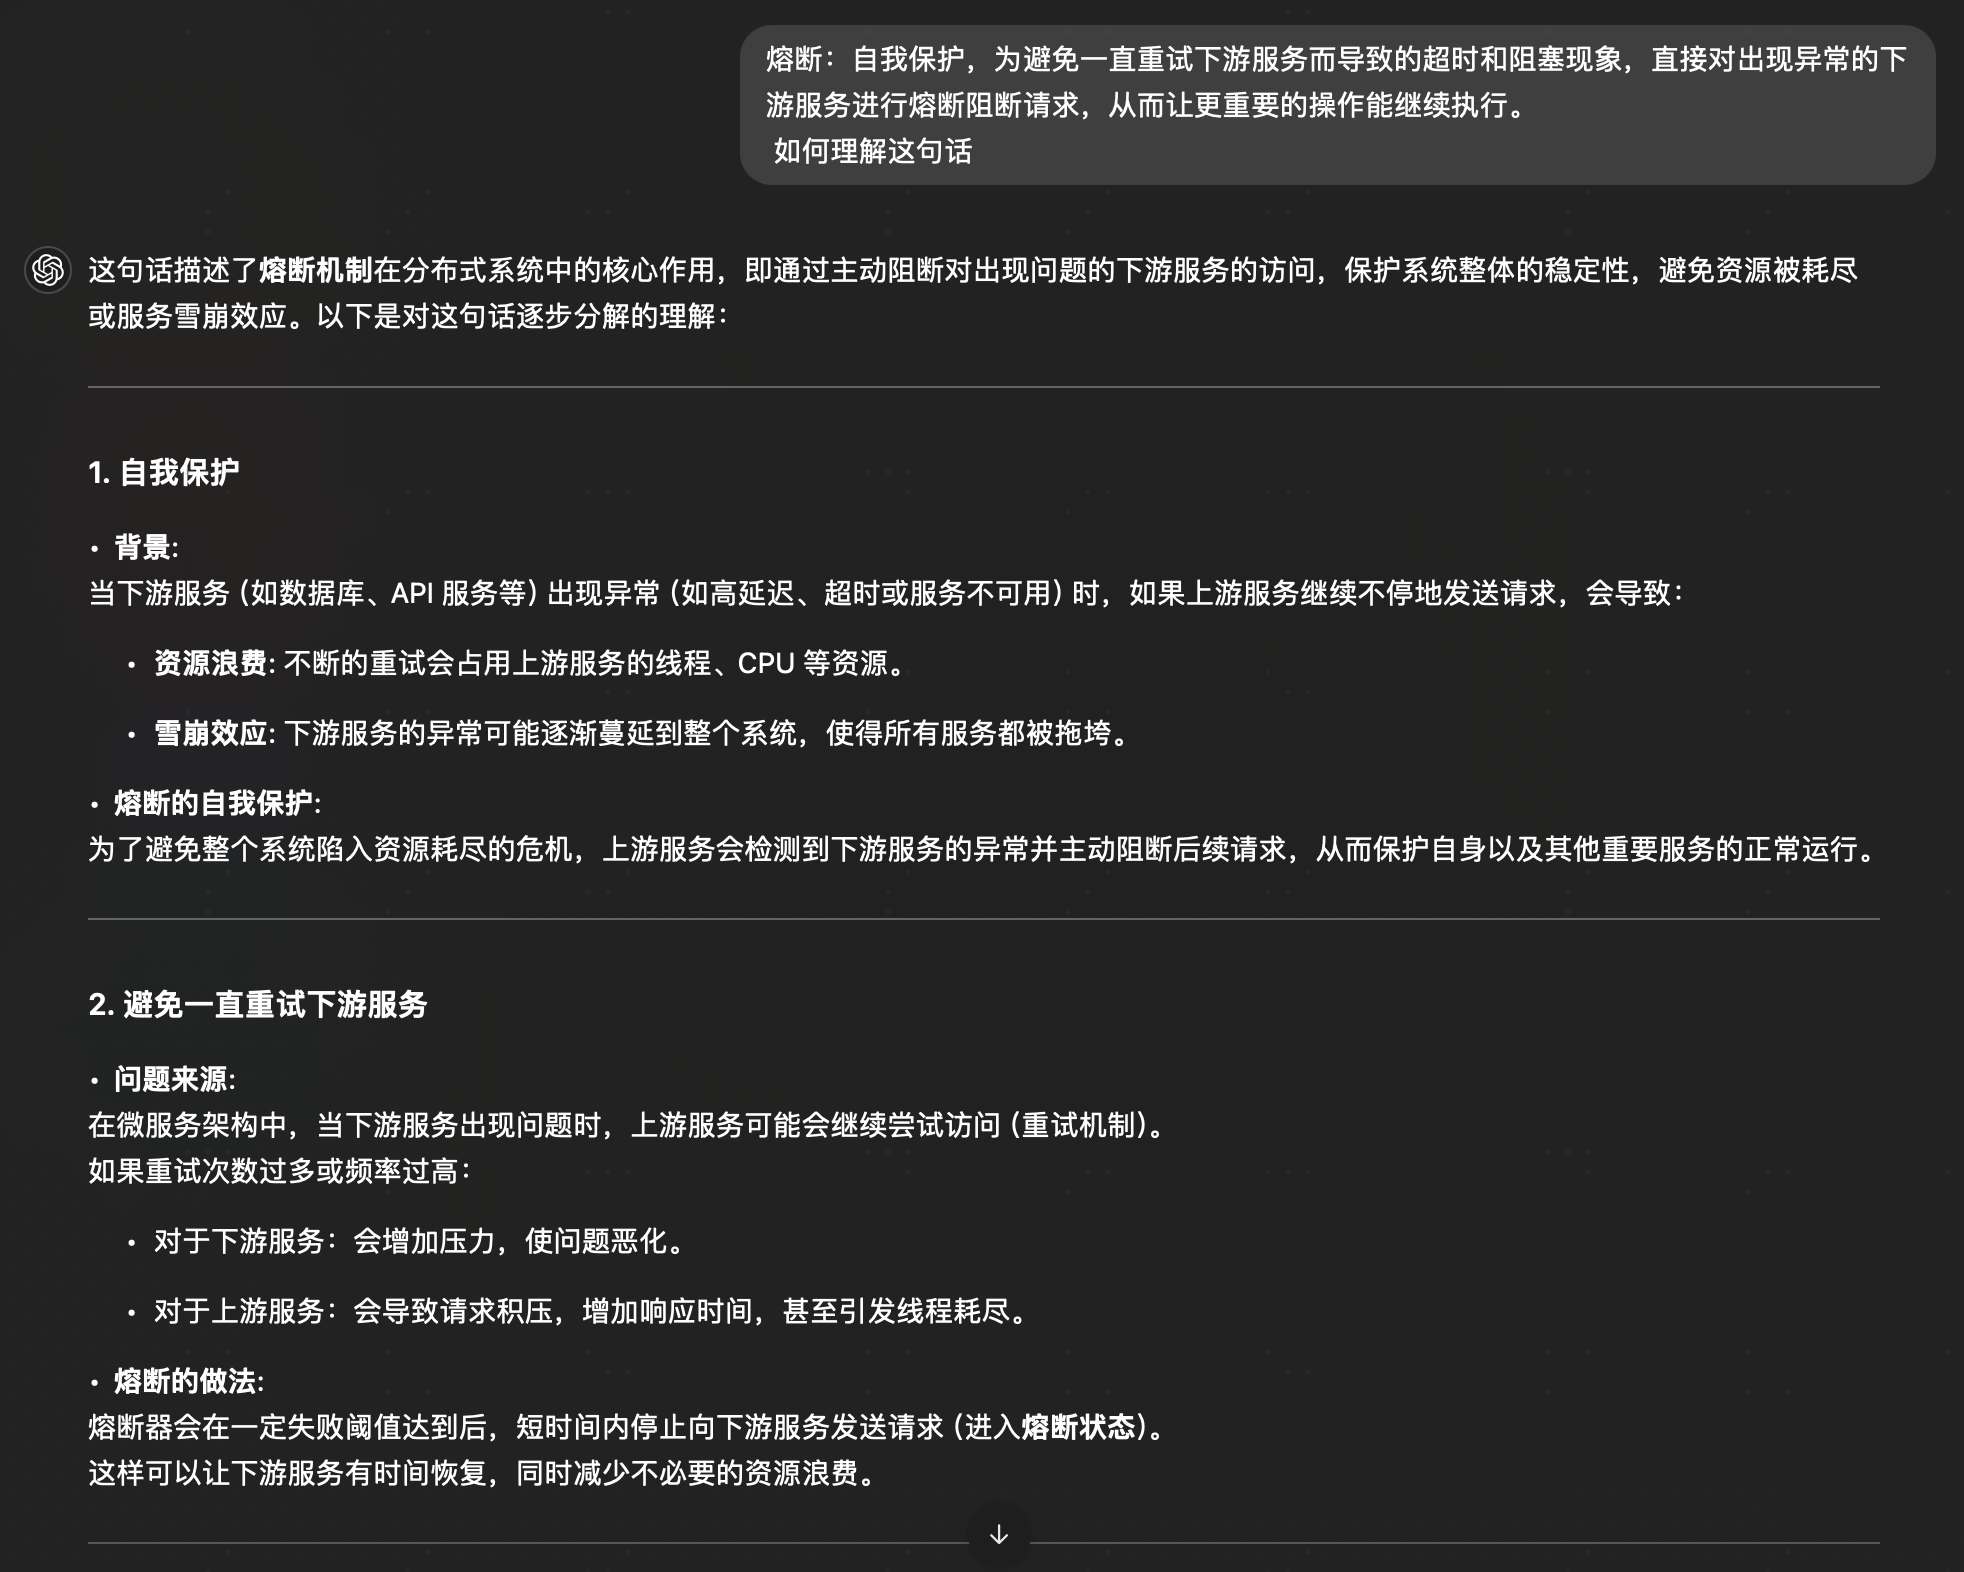 熔断：自我保护，为避免一直重试下游服务而导致的超时和阻塞现象，直接对出现异常的下
游服务进行熔断阻断请求，从而让更重要的操作能继续执行。
如何理解这句话
这句话描述了熔断机制在分布式系统中的核心作用，即通过主动阻断对出现问题的下游服务的访问，保护系统整体的稳定性，避免资源被耗尽
或服务雪崩效应。以下是对这句话逐步分解的理解：
1. 自我保护
• 背景:
当下游服务（如数据库、API 服务等）出现异常（如高延迟、超时或服务不可用）时，如果上游服务继续不停地发送请求，会导致：
• 资源浪费: 不断的重试会占用上游服务的线程、CPU 等资源。
• 雪崩效应: 下游服务的异常可能逐渐蔓延到整个系统，使得所有服务都被拖垮。
• 熔断的自我保护:
为了避免整个系统陷入资源耗尽的危机，上游服务会检测到下游服务的异常并主动阻断后续请求，从而保护自身以及其他重要服务的正常运行。
2. 避免一直重试下游服务
• 问题来源:
在微服务架构中，当下游服务出现问题时，上游服务可能会继续尝试访问（重试机制）。
如果重试次数过多或频率过高：
• 对于下游服务：会增加压力，使问题恶化。
• 对于上游服务：会导致请求积压，增加响应时间，甚至引发线程耗尽。
• 熔断的做法:
熔断器会在一定失败阈值达到后，短时间内停止向下游服务发送请求（进入熔断状态）。
这样可以让下游服务有时间恢复，同时减少不必要的资源浪费。